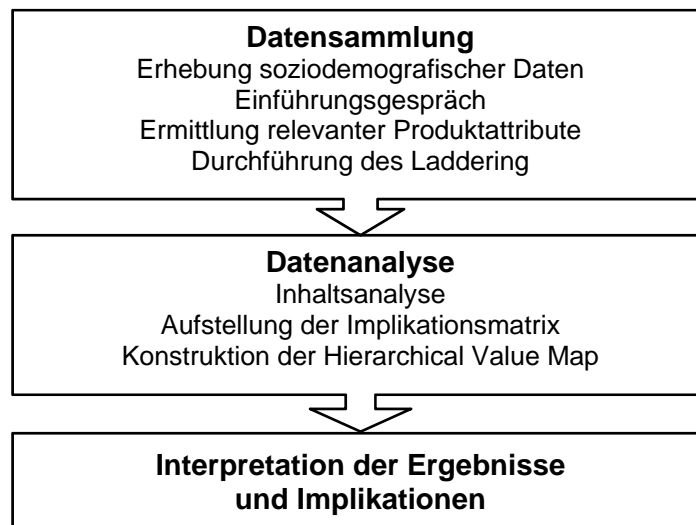 Datensammlung
Erhebung soziodemografischer Daten
Einführungsgespräch
Ermittlung relevanter Produktattribute
Durchführung des Laddering
Datenanalyse
Inhaltsanalyse
Aufstellung der Implikationsmatrix
Konstruktion der Hierarchical Value Map
Interpretation der Ergebnisse
und Implikationen